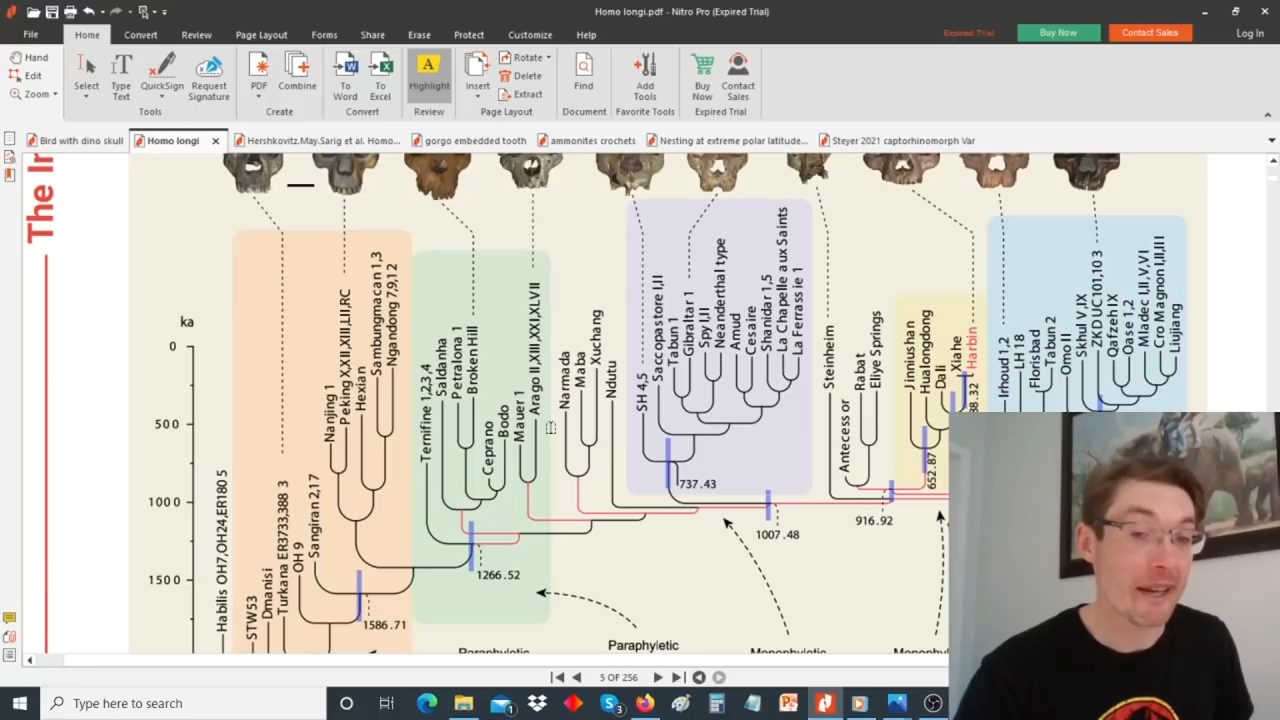 Homo longi.pdf - Nitro Pro (Expired Trial)
File Home Convert Review Page Layout Forms Share Erase Protect Customize Help Expired Trial Buy Now Contact Sales Log In
Hand
Edit
Zoom
Select
Type Text
QuickSign
Request Signature
Tools
PDF
Combine
Create
To Word
To Excel
Convert
Highlight
Review
Insert
Rotate
Delete
Extract
Page Layout
Find
Document
Add Tools
Favorite Tools
Buy Now
Contact Sales
Expired Trial
Bird with dino skull
Homo longi
Hershkovitz.May.Sarig et al. Homo...
gorgo embedded tooth
ammonites crochets
Nesting at extreme polar latitude...
Steyer 2021 captorhinomorph Var
The Ir
ka
0
500
1000
1500
Habilis OH7,OH24,ER1805
STW53
Dmanisi
Turkana ER3733,3883
OH 9
Sangiran 2,17
Nanjing 1
Peking X,XII,XIII,LII,RC
Hexian
Sambungmacan 1,3
Ngandong 7,9,12
Ternifine 1,2,3,4
Saldanha
Petralona 1
Broken Hill
Ceprano
Bodo
Mauer 1
Arago II,XIII,XXI,XLVII
Narmada
Maba
Xuchang
Ndutu
SH 4,5
Saccopastore I,II
Tabun 1
Gibraltar 1
Spy I,II
Neanderthal type
Amud
Cesaire
Shanidar 1,5
La Chapelle aux Saints
La Ferrassie 1
Steinheim
Antecessor
Rabat
Eliye Springs
Jinniushan
Hualongdong
Dali
Xiahe
Harbin
Irhoud 1,2
LH 18
Florisbad
Tabun 2
Omo II
Skhul V,IX
ZKD UC101,103
Qafzeh IX
Oase 1,2
Mladec I,II,V,VI
Cro Magnon I,II,III
Liujiang
1586.71
1266.52
737.43
1007.48
916.92
652.87
88.32
Paraphyletic
Paraphyletic
Monophyletic
5 OF 256
Type here to search